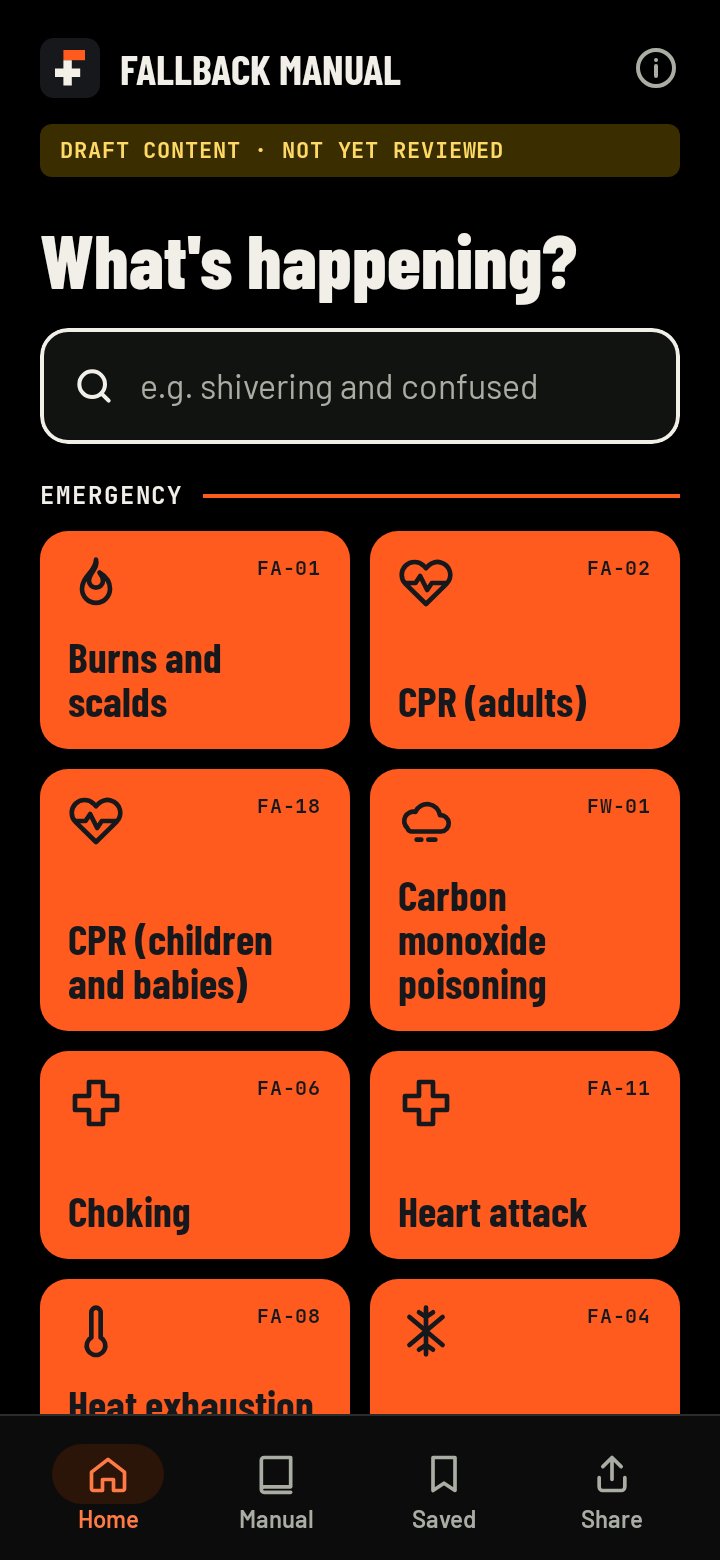 FALLBACK MANUAL
DRAFT CONTENT · NOT YET REVIEWED
What's happening?
e.g. shivering and confused
EMERGENCY
FA-01
Burns and
scalds
FA-02
CPR (adults)
FA-18
CPR (children
and babies)
FW-01
Carbon
monoxide
poisoning
FA-06
Choking
FA-11
Heart attack
FA-08
Heat exhaustion
FA-04
Home
Manual
Saved
Share